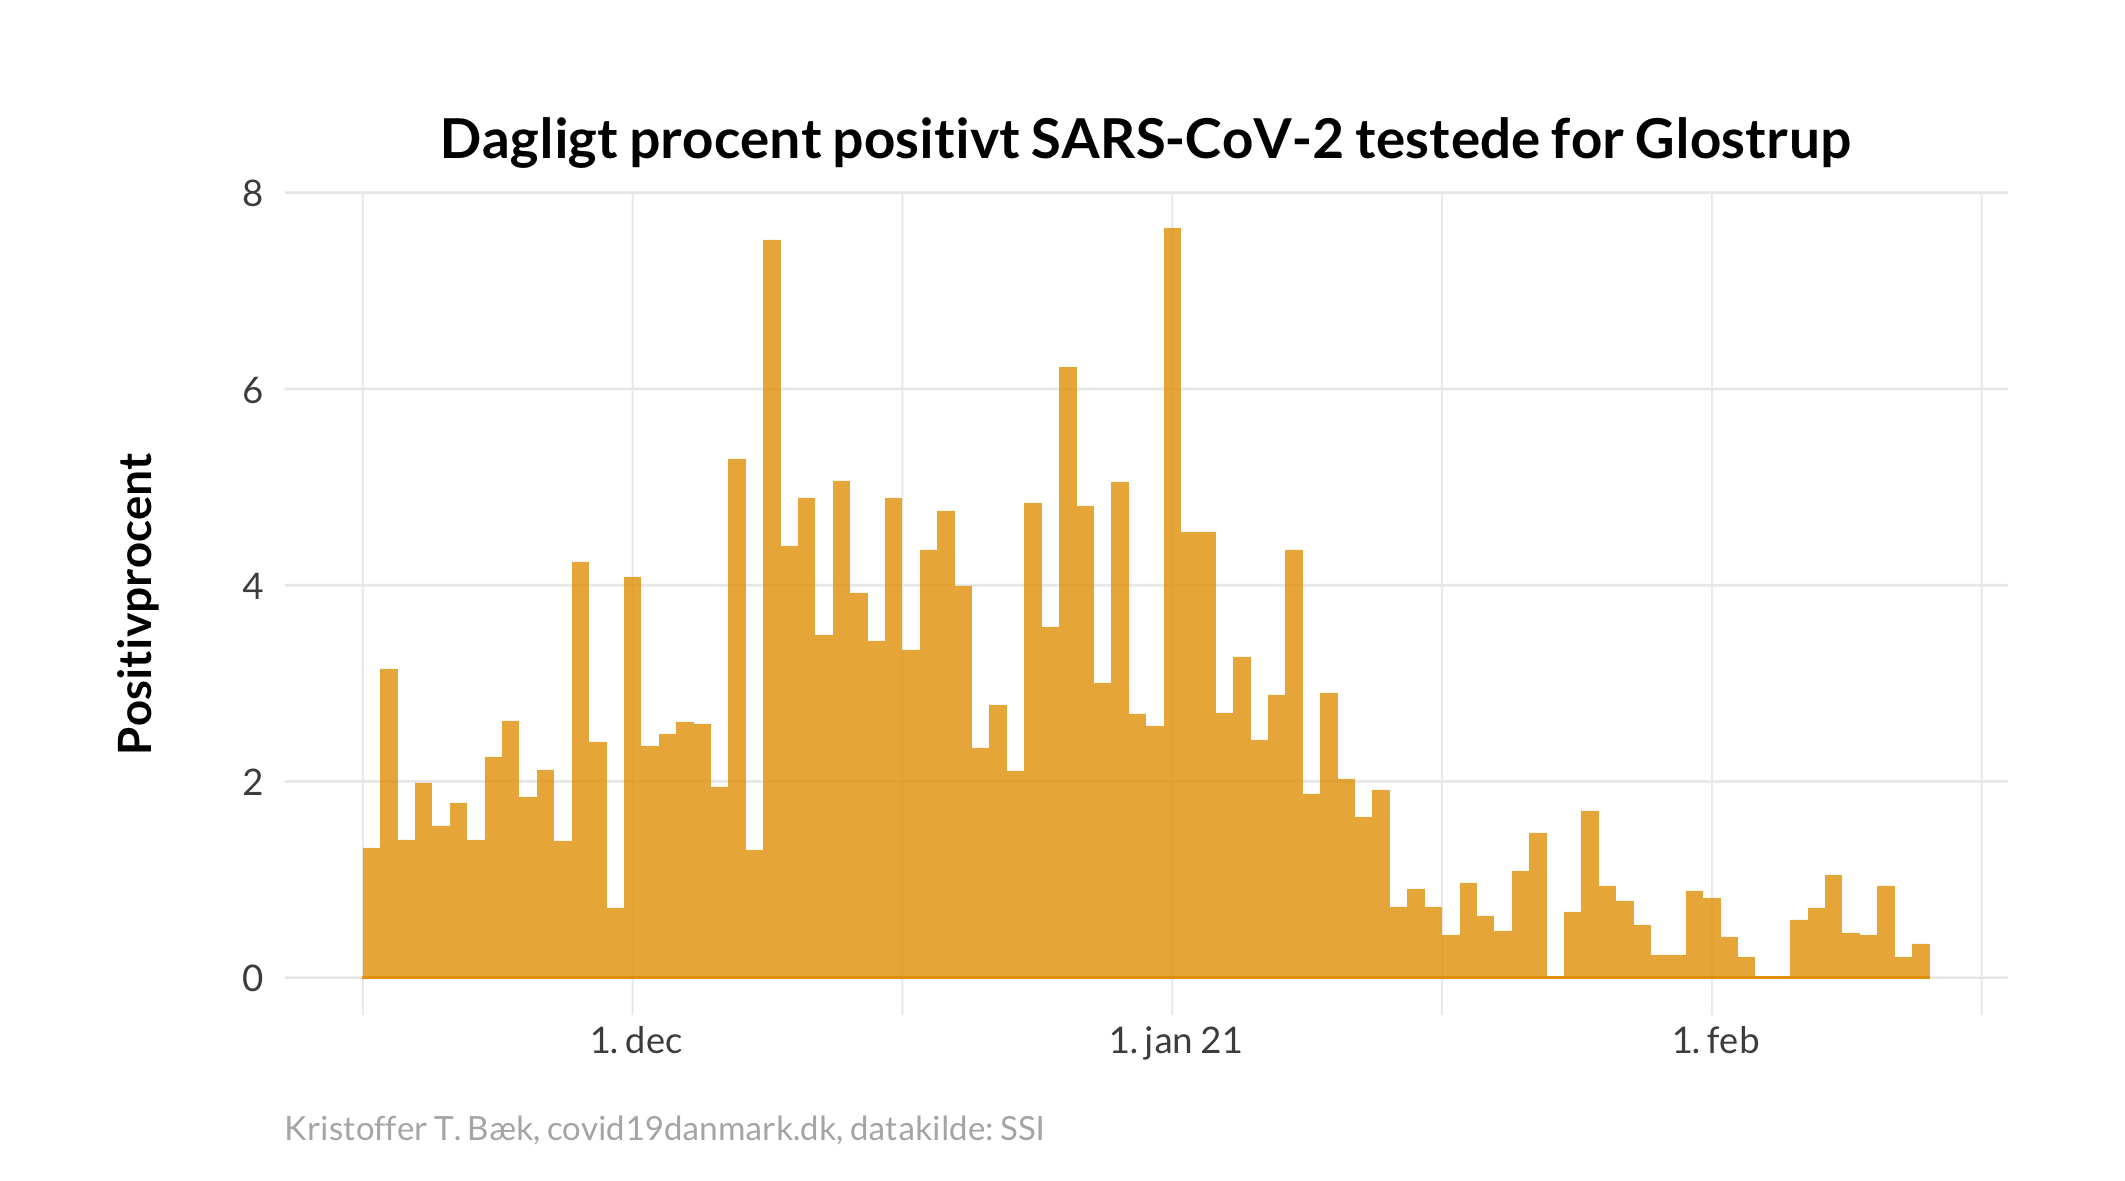 Dagligt procent positivt SARS-CoV-2 testede for Glostrup
8
6
4
2
0
Positivprocent
1. dec
1. jan 21
1. feb
Kristoffer T. Bæk, covid19danmark.dk, datakilde: SSI